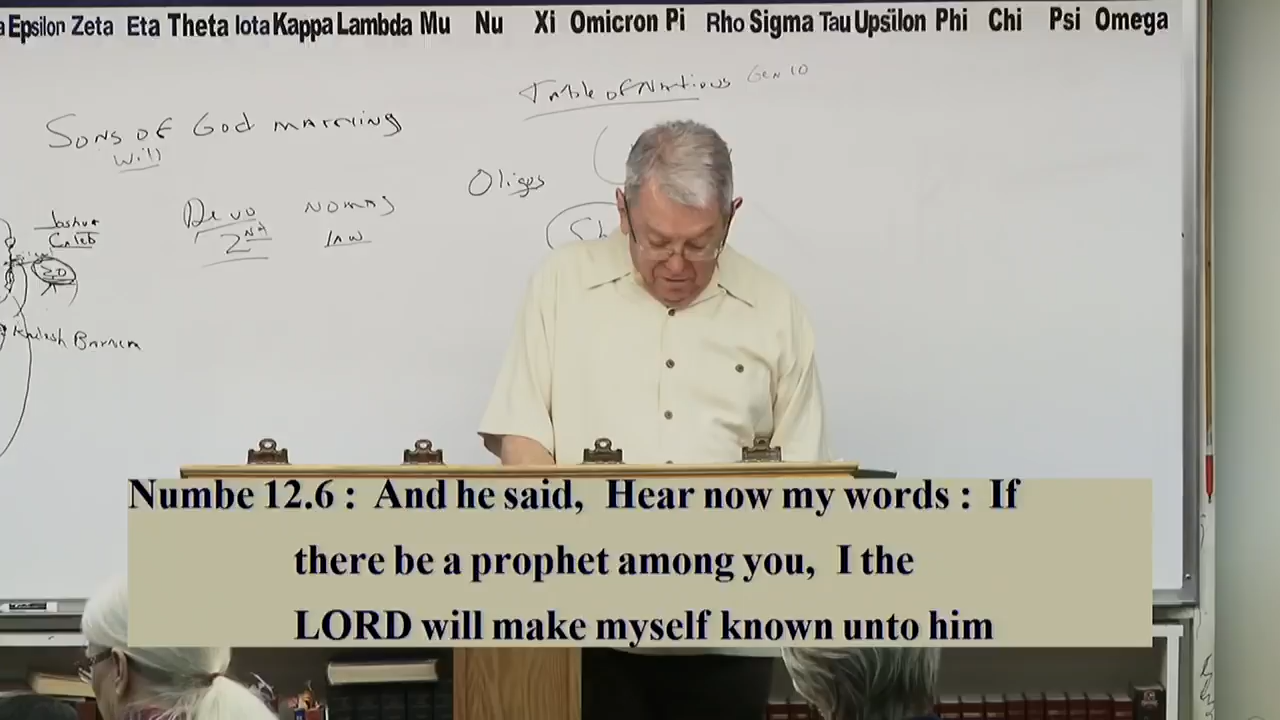 Epsilon Zeta Eta Theta Iota Kappa Lambda Mu Nu Xi Omicron Pi Rho Sigma Tau Upsilon Phi Chi Psi Omega
Table of Nations Gen 10
Sons of God marrying
will
Oligos
Joshua
Caleb
20
Deuo Nomas
2nd law
Kadesh Barnea
Numbe 12.6 : And he said, Hear now my words : If
there be a prophet among you, I the
LORD will make myself known unto him